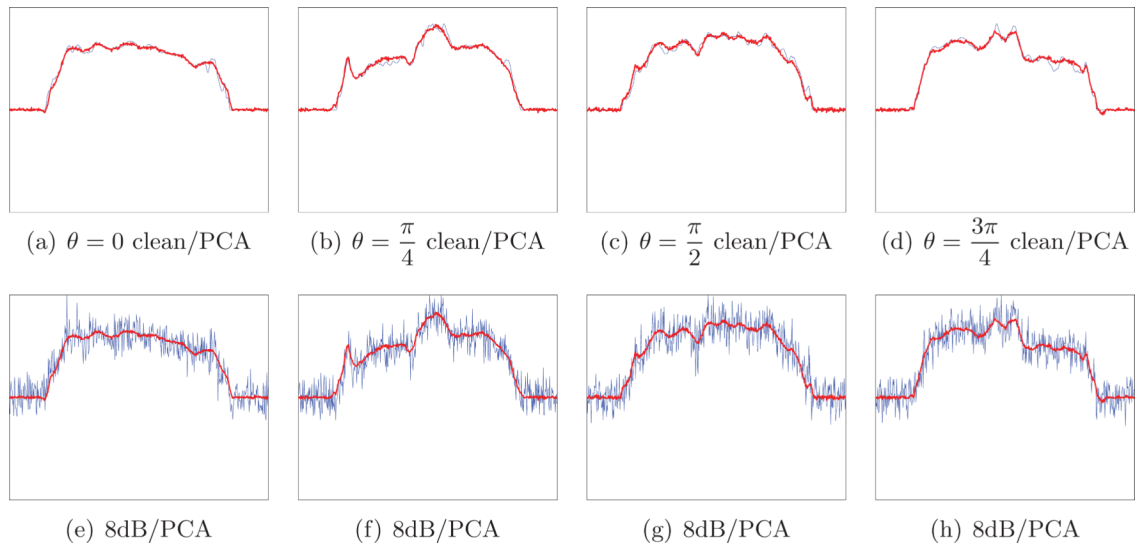 (a) θ = 0 clean/PCA
(b) θ = π/4 clean/PCA
(c) θ = π/2 clean/PCA
(d) θ = 3π/4 clean/PCA
(e) 8dB/PCA
(f) 8dB/PCA
(g) 8dB/PCA
(h) 8dB/PCA